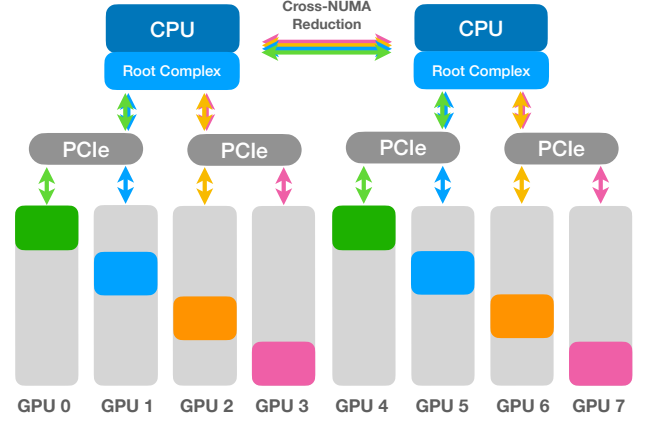 Cross-NUMA
Reduction
CPU
CPU
Root Complex
Root Complex
PCIe
PCIe
PCIe
PCIe
GPU 0
GPU 1
GPU 2
GPU 3
GPU 4
GPU 5
GPU 6
GPU 7